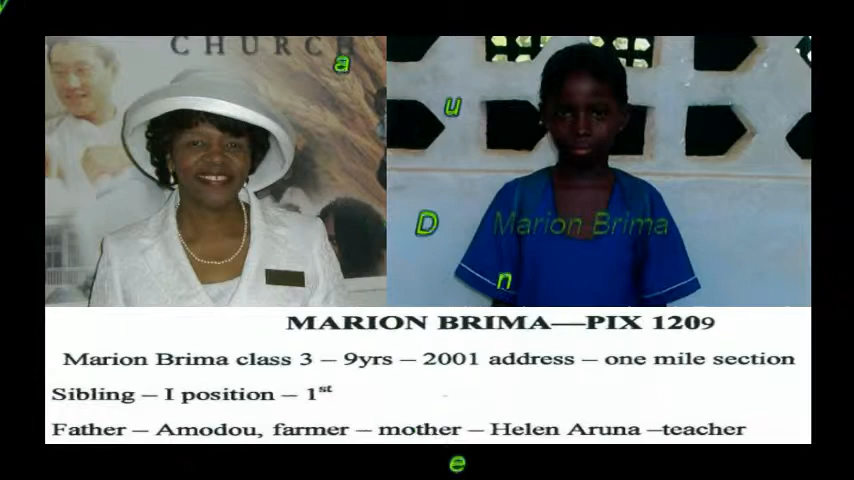 CHURCH
a
u
D
Marion Brima
n
MARION BRIMA—PIX 1209
Marion Brima class 3 – 9yrs – 2001 address – one mile section
Sibling – I position – 1st
Father – Amodou, farmer – mother – Helen Aruna –teacher
e